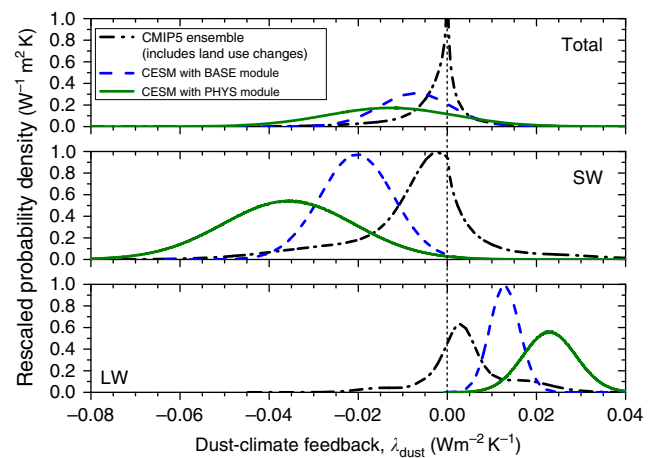 1.0
0.8
0.6
0.4
0.2
0.0
CMIP5 ensemble
(includes land use changes)
CESM with BASE module
CESM with PHYS module
Total
1.0
0.8
0.6
0.4
0.2
0.0
SW
1.0
0.8
0.6
0.4
0.2
0.0
LW
−0.08 −0.06 −0.04 −0.02 0.00 0.02 0.04
Rescaled probability density (W⁻¹ m² K)
Dust-climate feedback, λdust (Wm⁻² K⁻¹)